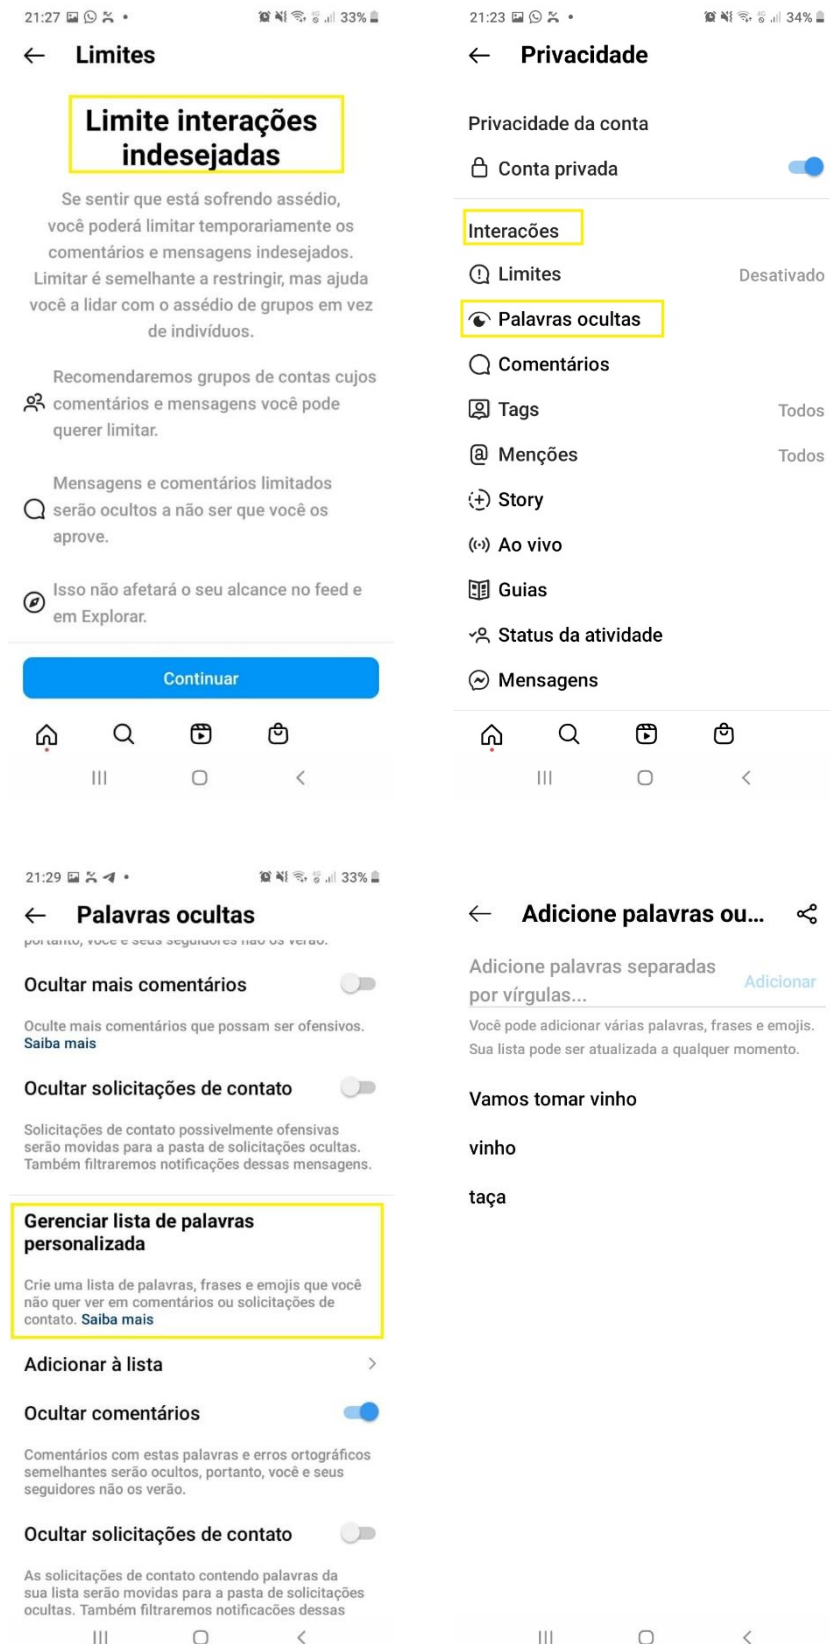 21:27
33%
Limites
Limite interações
indesejadas
Se sentir que está sofrendo assédio,
você poderá limitar temporariamente os
comentários e mensagens indesejados.
Limitar é semelhante a restringir, mas ajuda
você a lidar com o assédio de grupos em vez
de indivíduos.
Recomendaremos grupos de contas cujos
comentários e mensagens você pode
querer limitar.
Mensagens e comentários limitados
serão ocultos a não ser que você os
aprove.
Isso não afetará o seu alcance no feed e
em Explorar.
Continuar
21:23
34%
Privacidade
Privacidade da conta
Conta privada
Interacões
Limites Desativado
Palavras ocultas
Comentários
Tags Todos
Menções Todos
Story
Ao vivo
Guias
Status da atividade
Mensagens
21:29
33%
Palavras ocultas
portanto, você e seus seguidores não os verão.
Ocultar mais comentários
Oculte mais comentários que possam ser ofensivos.
Saiba mais
Ocultar solicitações de contato
Solicitações de contato possivelmente ofensivas
serão movidas para a pasta de solicitações ocultas.
Também filtraremos notificações dessas mensagens.
Gerenciar lista de palavras
personalizada
Crie uma lista de palavras, frases e emojis que você
não quer ver em comentários ou solicitações de
contato. Saiba mais
Adicionar à lista
Ocultar comentários
Comentários com estas palavras e erros ortográficos
semelhantes serão ocultos, portanto, você e seus
seguidores não os verão.
Ocultar solicitações de contato
As solicitações de contato contendo palavras da
sua lista serão movidas para a pasta de solicitações
ocultas. Também filtraremos notificacões dessas
Adicione palavras ou...
Adicione palavras separadas
por vírgulas...
Adicionar
Você pode adicionar várias palavras, frases e emojis.
Sua lista pode ser atualizada a qualquer momento.
Vamos tomar vinho
vinho
taça